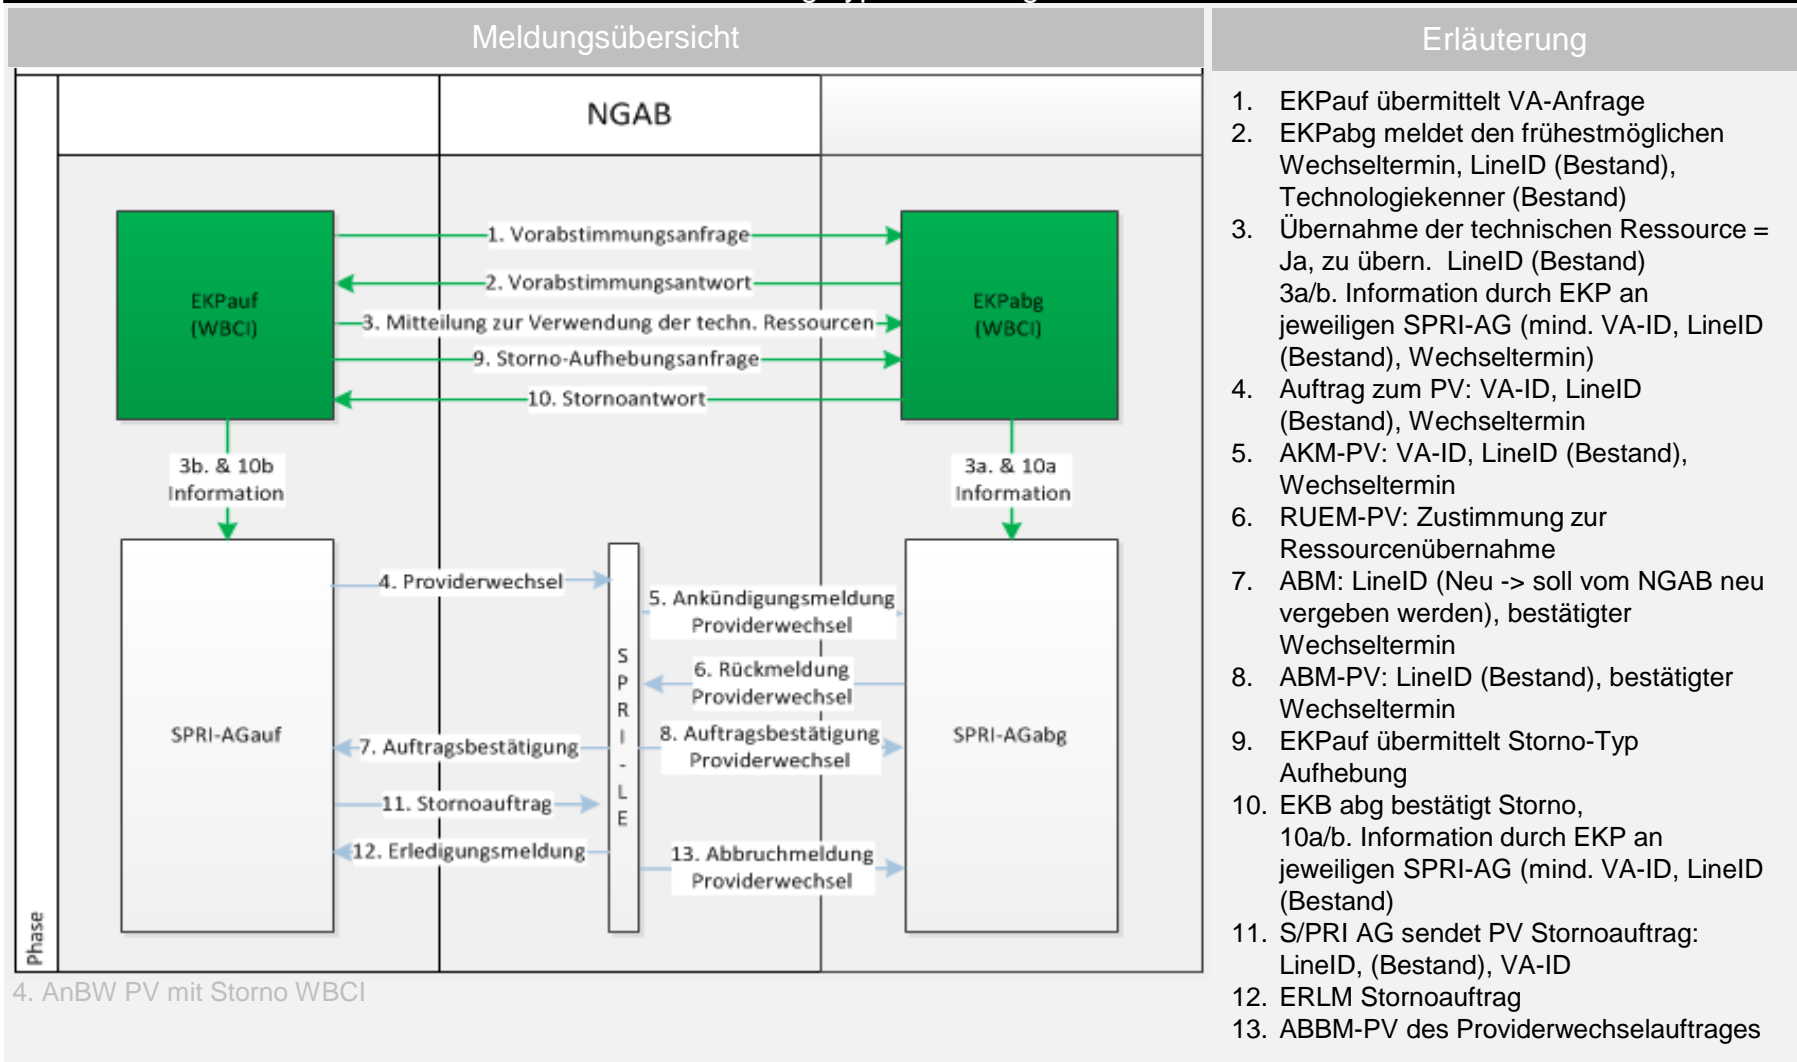 Meldungsübersicht
NGAB
1. Vorabstimmungsanfrage
2. Vorabstimmungsantwort
EKPauf
(WBCI)
EKPabg
(WBCI)
3. Mitteilung zur Verwendung der techn. Ressourcen
9. Storno-Aufhebungsanfrage
10. Stornoantwort
3b. & 10b
Information
3a. & 10a
Information
4. Providerwechsel
5. Ankündigungsmeldung
Providerwechsel
6. Rückmeldung
Providerwechsel
S
P
R
I
-
L
E
SPRI-AGauf
SPRI-AGabg
7. Auftragsbestätigung
8. Auftragsbestätigung
Providerwechsel
11. Stornoauftrag
12. Erledigungsmeldung
13. Abbruchmeldung
Providerwechsel
Phase
4. AnBW PV mit Storno WBCI
Erläuterung
1. EKPauf übermittelt VA-Anfrage
2. EKPabg meldet den frühestmöglichen
Wechseltermin, LineID (Bestand),
Technologiekenner (Bestand)
3. Übernahme der technischen Ressource =
Ja, zu übern. LineID (Bestand)
3a/b. Information durch EKP an
jeweiligen SPRI-AG (mind. VA-ID, LineID
(Bestand), Wechseltermin)
4. Auftrag zum PV: VA-ID, LineID
(Bestand), Wechseltermin
5. AKM-PV: VA-ID, LineID (Bestand),
Wechseltermin
6. RUEM-PV: Zustimmung zur
Ressourcenübernahme
7. ABM: LineID (Neu -> soll vom NGAB neu
vergeben werden), bestätigter
Wechseltermin
8. ABM-PV: LineID (Bestand), bestätigter
Wechseltermin
9. EKPauf übermittelt Storno-Typ
Aufhebung
10. EKB abg bestätigt Storno,
10a/b. Information durch EKP an
jeweiligen SPRI-AG (mind. VA-ID, LineID
(Bestand)
11. S/PRI AG sendet PV Stornoauftrag:
LineID, (Bestand), VA-ID
12. ERLM Stornoauftrag
13. ABBM-PV des Providerwechselauftrages